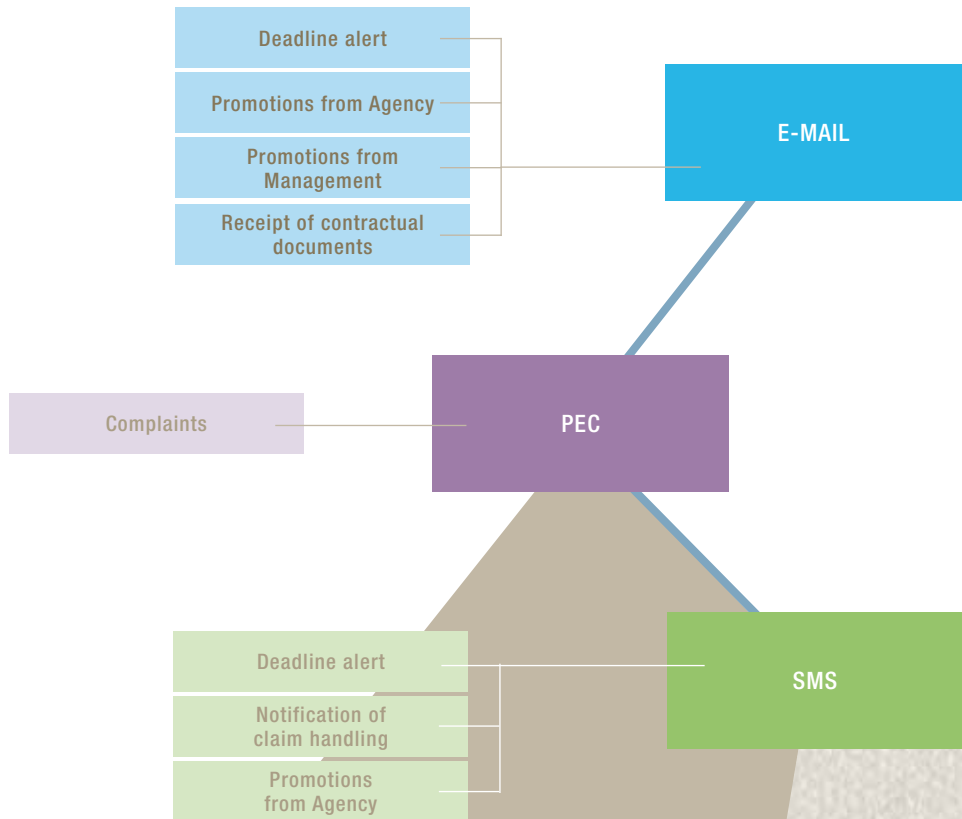 Deadline alert
Promotions from Agency
Promotions from
Management
Receipt of contractual
documents
E-MAIL
Complaints
PEC
Deadline alert
Notification of
claim handling
Promotions
from Agency
SMS